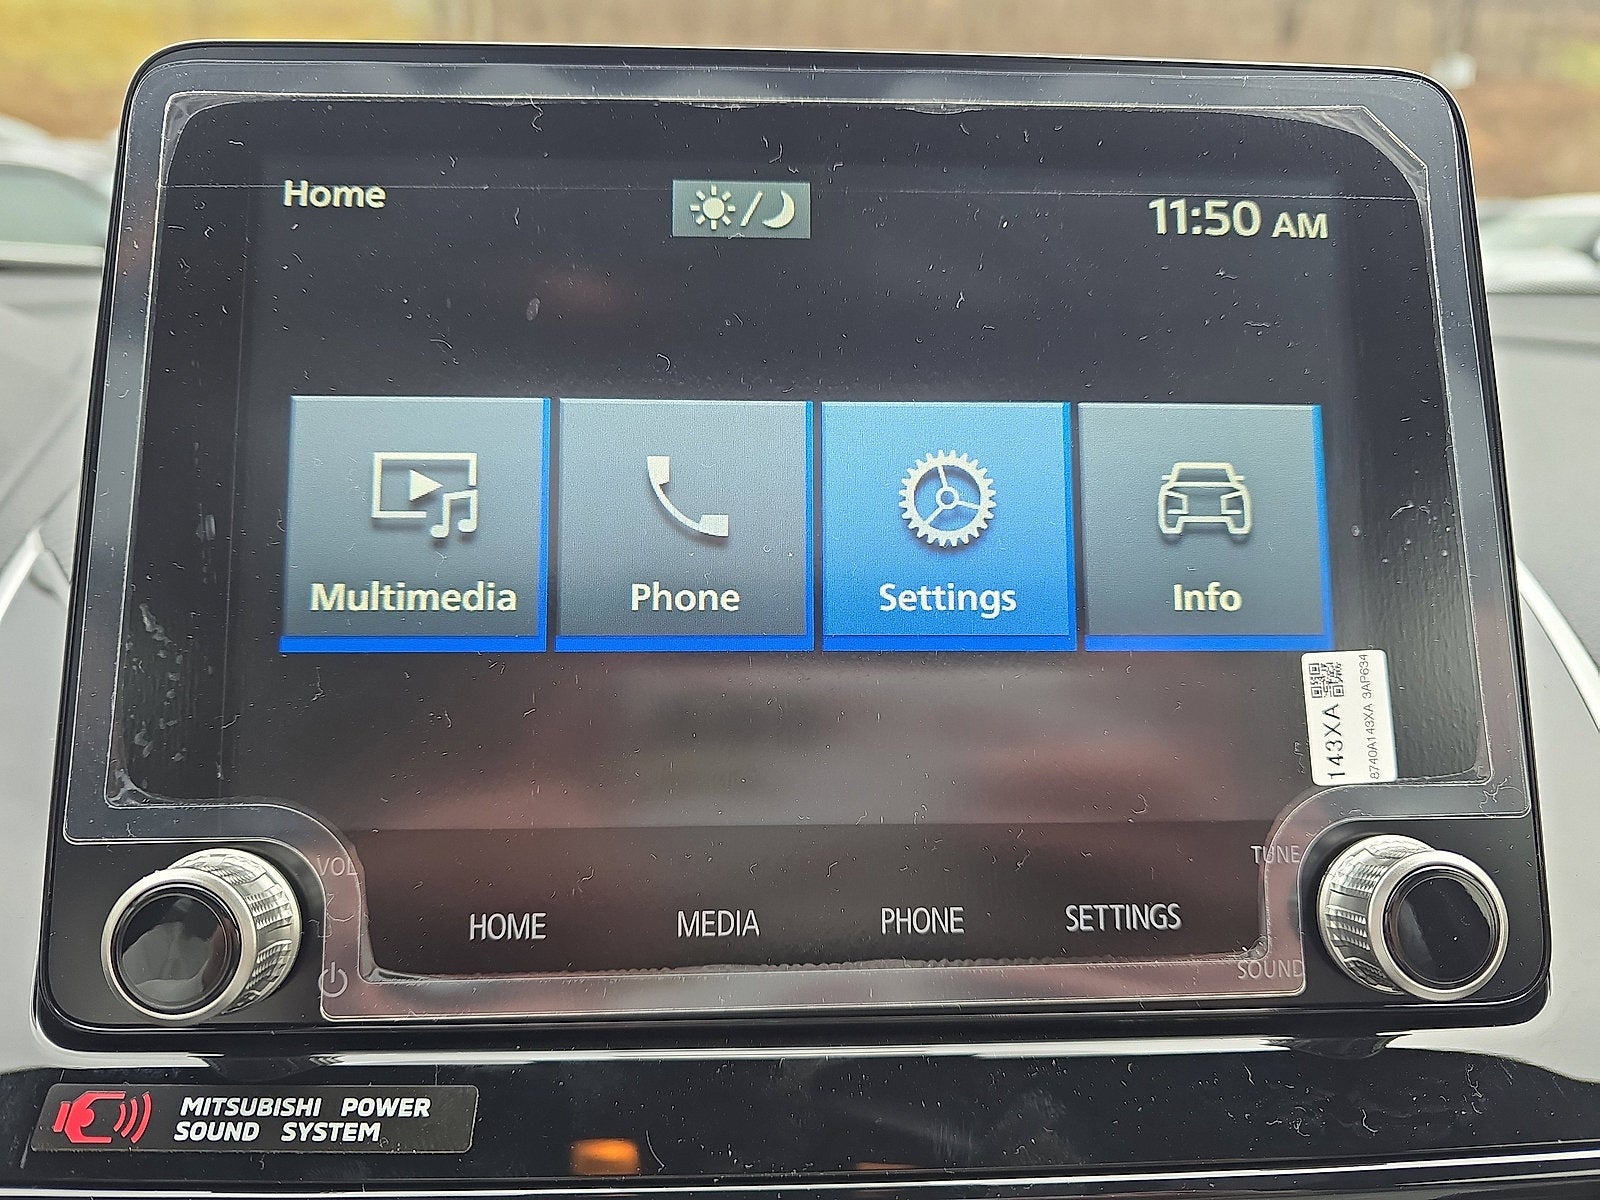 Home
11:50 AM
Multimedia
Phone
Settings
Info
143XA
8740A143XA 3AP634
VOL
TUNE
HOME
MEDIA
PHONE
SETTINGS
SOUND
MITSUBISHI POWER
SOUND SYSTEM